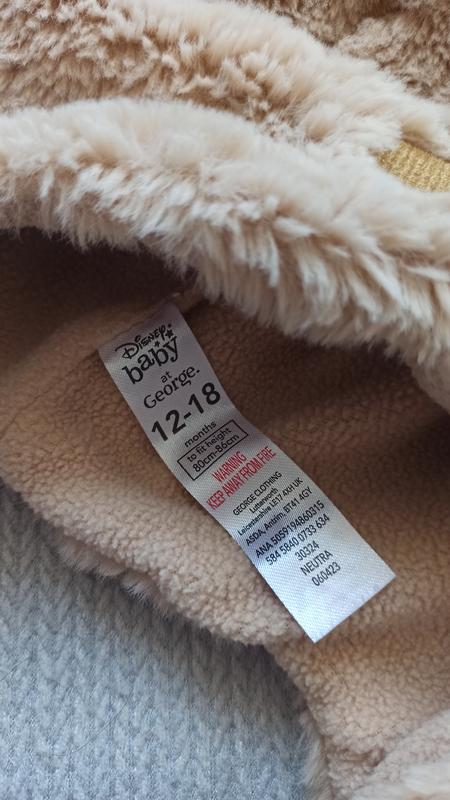 Disney
baby
at
George.
12-18
months
to fit height
80cm-86cm
WARNING
KEEP AWAY FROM FIRE
GEORGE CLOTHING
Lutterworth
Leicestershire LE17 4XH UK
ASDA, Antrim, BT41 4GY
ANA.5059194860315
584 5840 0733 634
30324
NEUTRA
060423